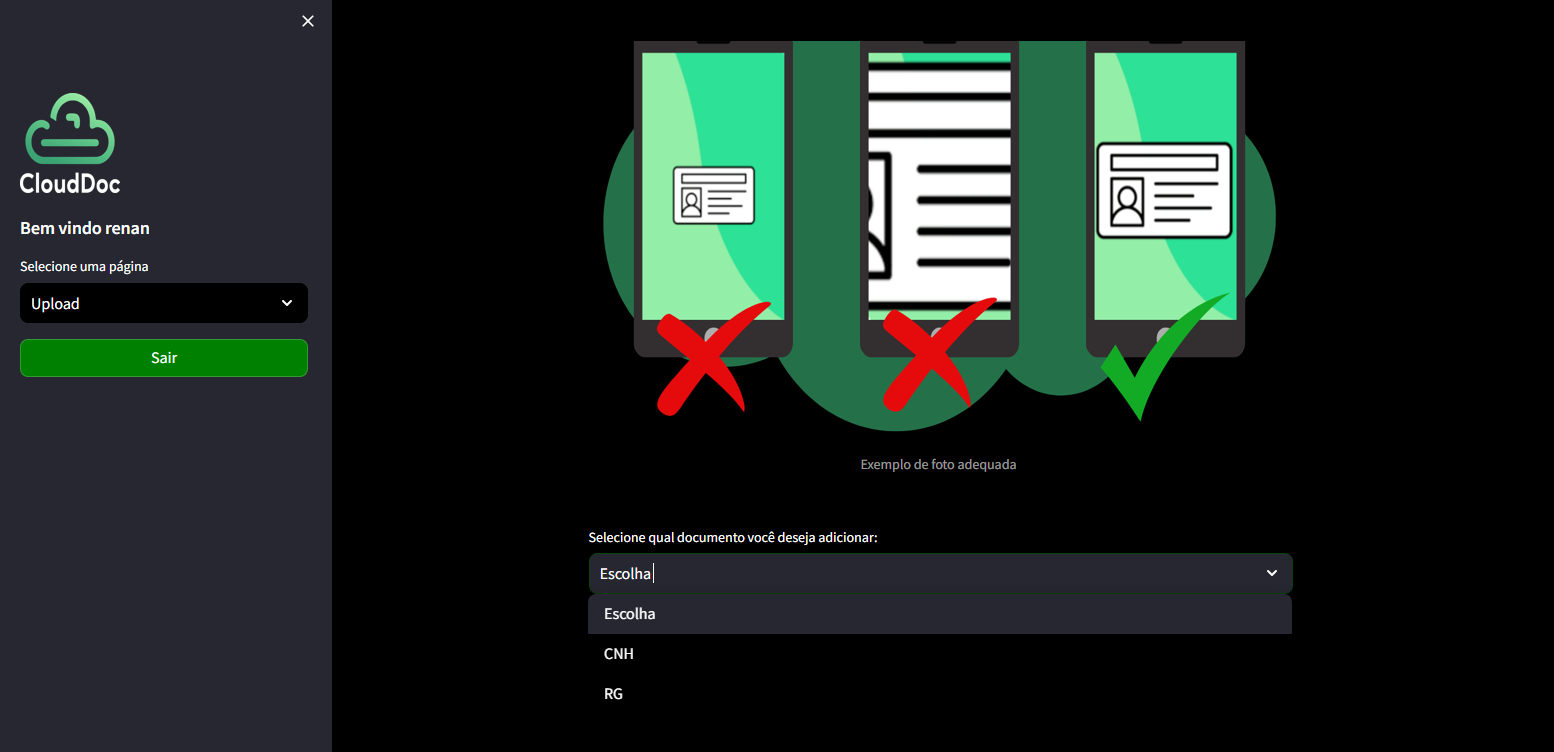 CloudDoc
Bem vindo renan
Selecione uma página
Upload
Sair
Exemplo de foto adequada
Selecione qual documento você deseja adicionar:
Escolha
Escolha
CNH
RG